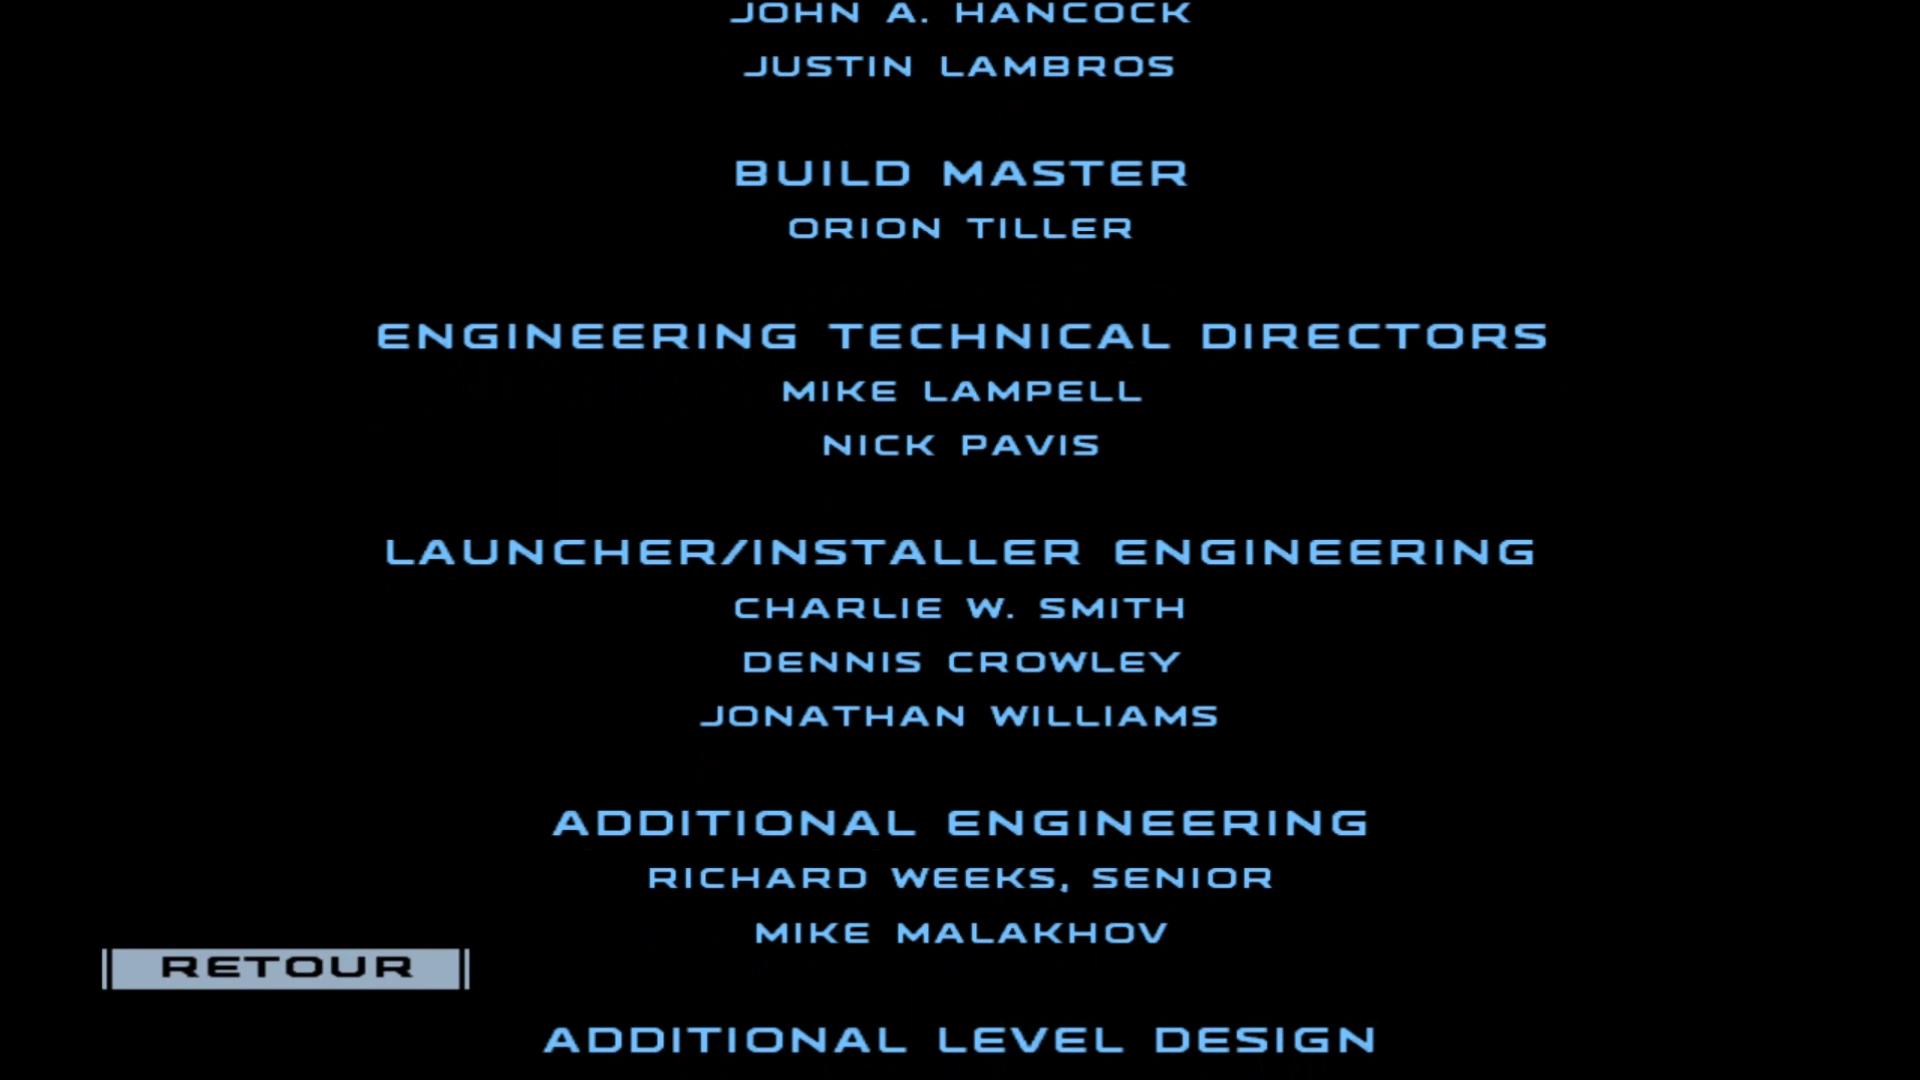 JOHN A. HANCOCK
JUSTIN LAMBROS
BUILD MASTER
ORION TILLER
ENGINEERING TECHNICAL DIRECTORS
MIKE LAMPELL
NICK PAVIS
LAUNCHER/INSTALLER ENGINEERING
CHARLIE W. SMITH
DENNIS CROWLEY
JONATHAN WILLIAMS
ADDITIONAL ENGINEERING
RICHARD WEEKS, SENIOR
MIKE MALAKHOV
RETOUR
ADDITIONAL LEVEL DESIGN